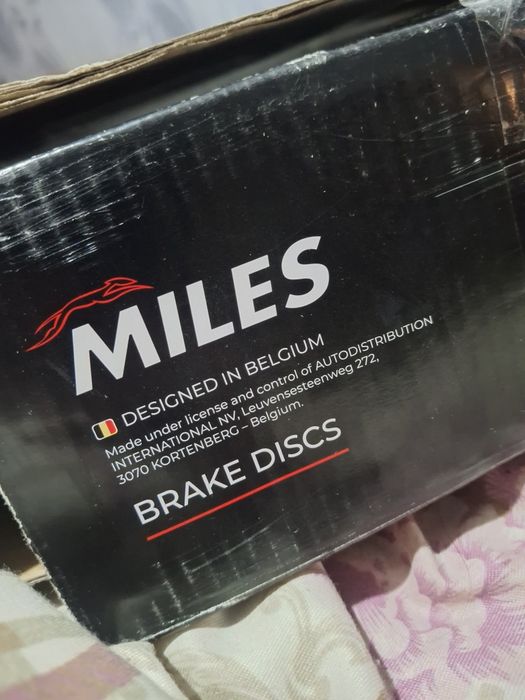 MILES
DESIGNED IN BELGIUM
Made under license and control of AUTODISTRIBUTION
INTERNATIONAL NV, Leuvensesteenweg 272,
3070 KORTENBERG – Belgium.
BRAKE DISCS